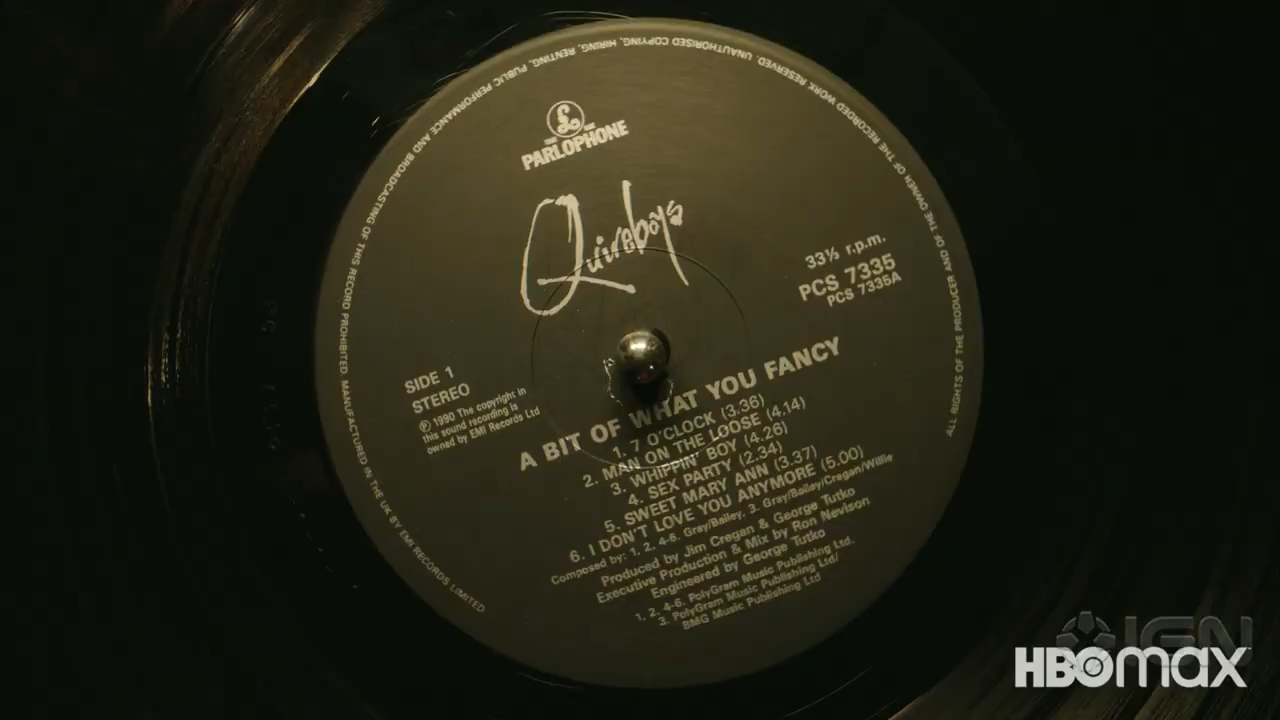 UNAUTHORISED COPYING, HIRING, RENTING, PUBLIC PERFORMANCE AND BROADCASTING OF THIS RECORD PROHIBITED. MANUFACTURED IN THE UK BY EMI RECORDS LIMITED
ALL RIGHTS OF THE PRODUCER AND OF THE OWNER OF THE RECORDED WORK RESERVED.
PARLOPHONE
Quireboys
33⅓ r.p.m.
PCS 7335
PCS 7335A
SIDE 1
STEREO
℗ 1990 The copyright in
this sound recording is
owned by EMI Records Ltd
A BIT OF WHAT YOU FANCY
1. 7 O'CLOCK (3.36)
2. MAN ON THE LOOSE (4.14)
3. WHIPPIN' BOY (4.26)
4. SEX PARTY (2.34)
5. SWEET MARY ANN (3.37)
6. I DON'T LOVE YOU ANYMORE (5.00)
Composed by: 1, 2, 4-6. Gray/Bailey, 3. Gray/Bailey/Cregan/Willie
Produced by Jim Cregan & George Tutko
Executive Production & Mix by Ron Nevison
Engineered by George Tutko
1, 2, 4-6. PolyGram Music Publishing Ltd.
3. PolyGram Music Publishing Ltd/
BMG Music Publishing Ltd
IGN
HBOmax